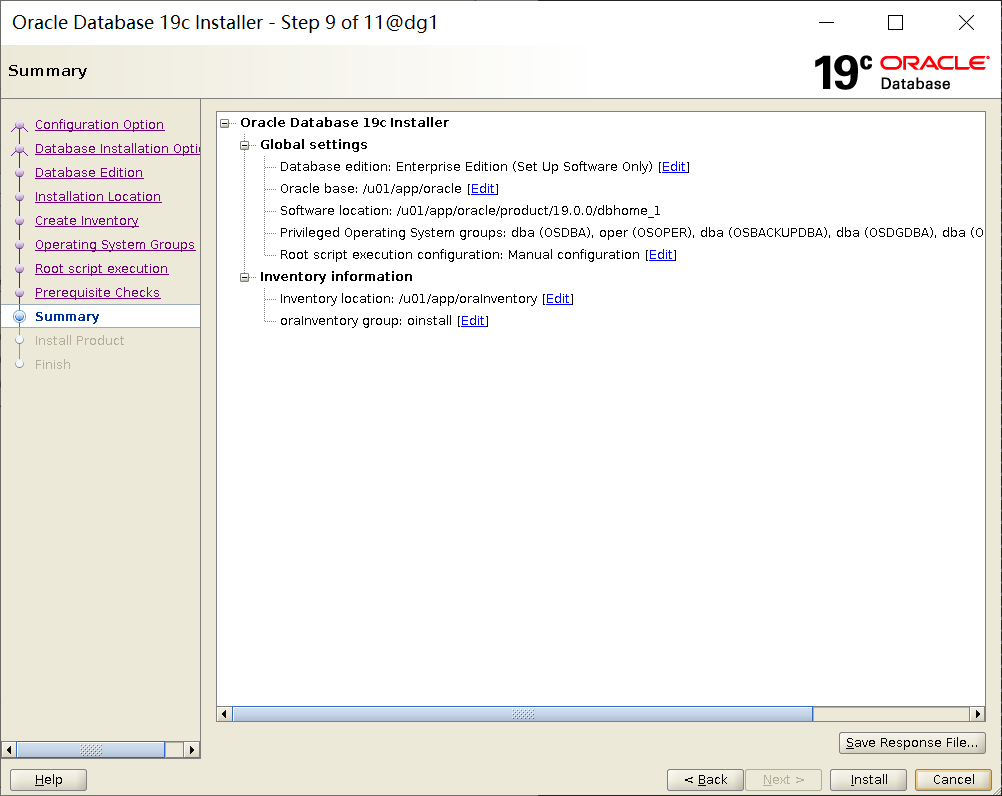 Oracle Database 19c Installer - Step 9 of 11@dg1
Summary
19c ORACLE
Database
Configuration Option
Database Installation Opti
Database Edition
Installation Location
Create Inventory
Operating System Groups
Root script execution
Prerequisite Checks
Summary
Install Product
Finish
Oracle Database 19c Installer
Global settings
Database edition: Enterprise Edition (Set Up Software Only) [Edit]
Oracle base: /u01/app/oracle [Edit]
Software location: /u01/app/oracle/product/19.0.0/dbhome_1
Privileged Operating System groups: dba (OSDBA), oper (OSOPER), dba (OSBACKUPDBA), dba (OSDGDBA), dba (O
Root script execution configuration: Manual configuration [Edit]
Inventory information
Inventory location: /u01/app/oraInventory [Edit]
oraInventory group: oinstall [Edit]
Save Response File...
Help
< Back
Next >
Install
Cancel